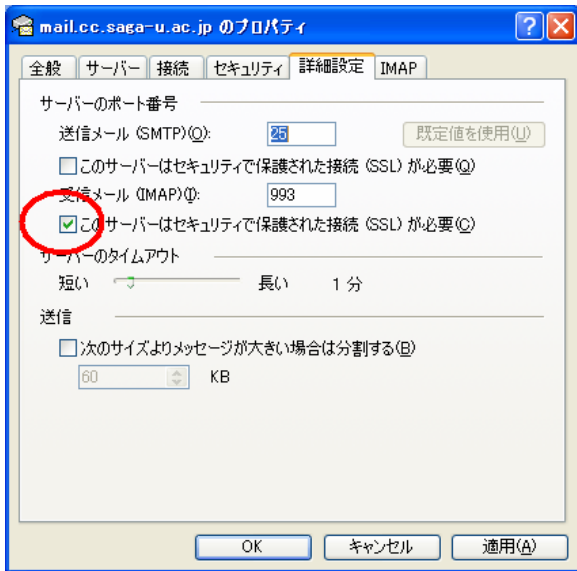 mail.cc.saga-u.ac.jp のプロパティ
全般 サーバー 接続 セキュリティ 詳細設定 IMAP
サーバーのポート番号
送信メール (SMTP)(O): 25 既定値を使用(U)
このサーバーはセキュリティで保護された接続 (SSL) が必要(Q)
受信メール (IMAP)(I): 993
このサーバーはセキュリティで保護された接続 (SSL) が必要(C)
サーバーのタイムアウト
短い 長い 1 分
送信
次のサイズよりメッセージが大きい場合は分割する(B)
60 KB
OK キャンセル 適用(A)